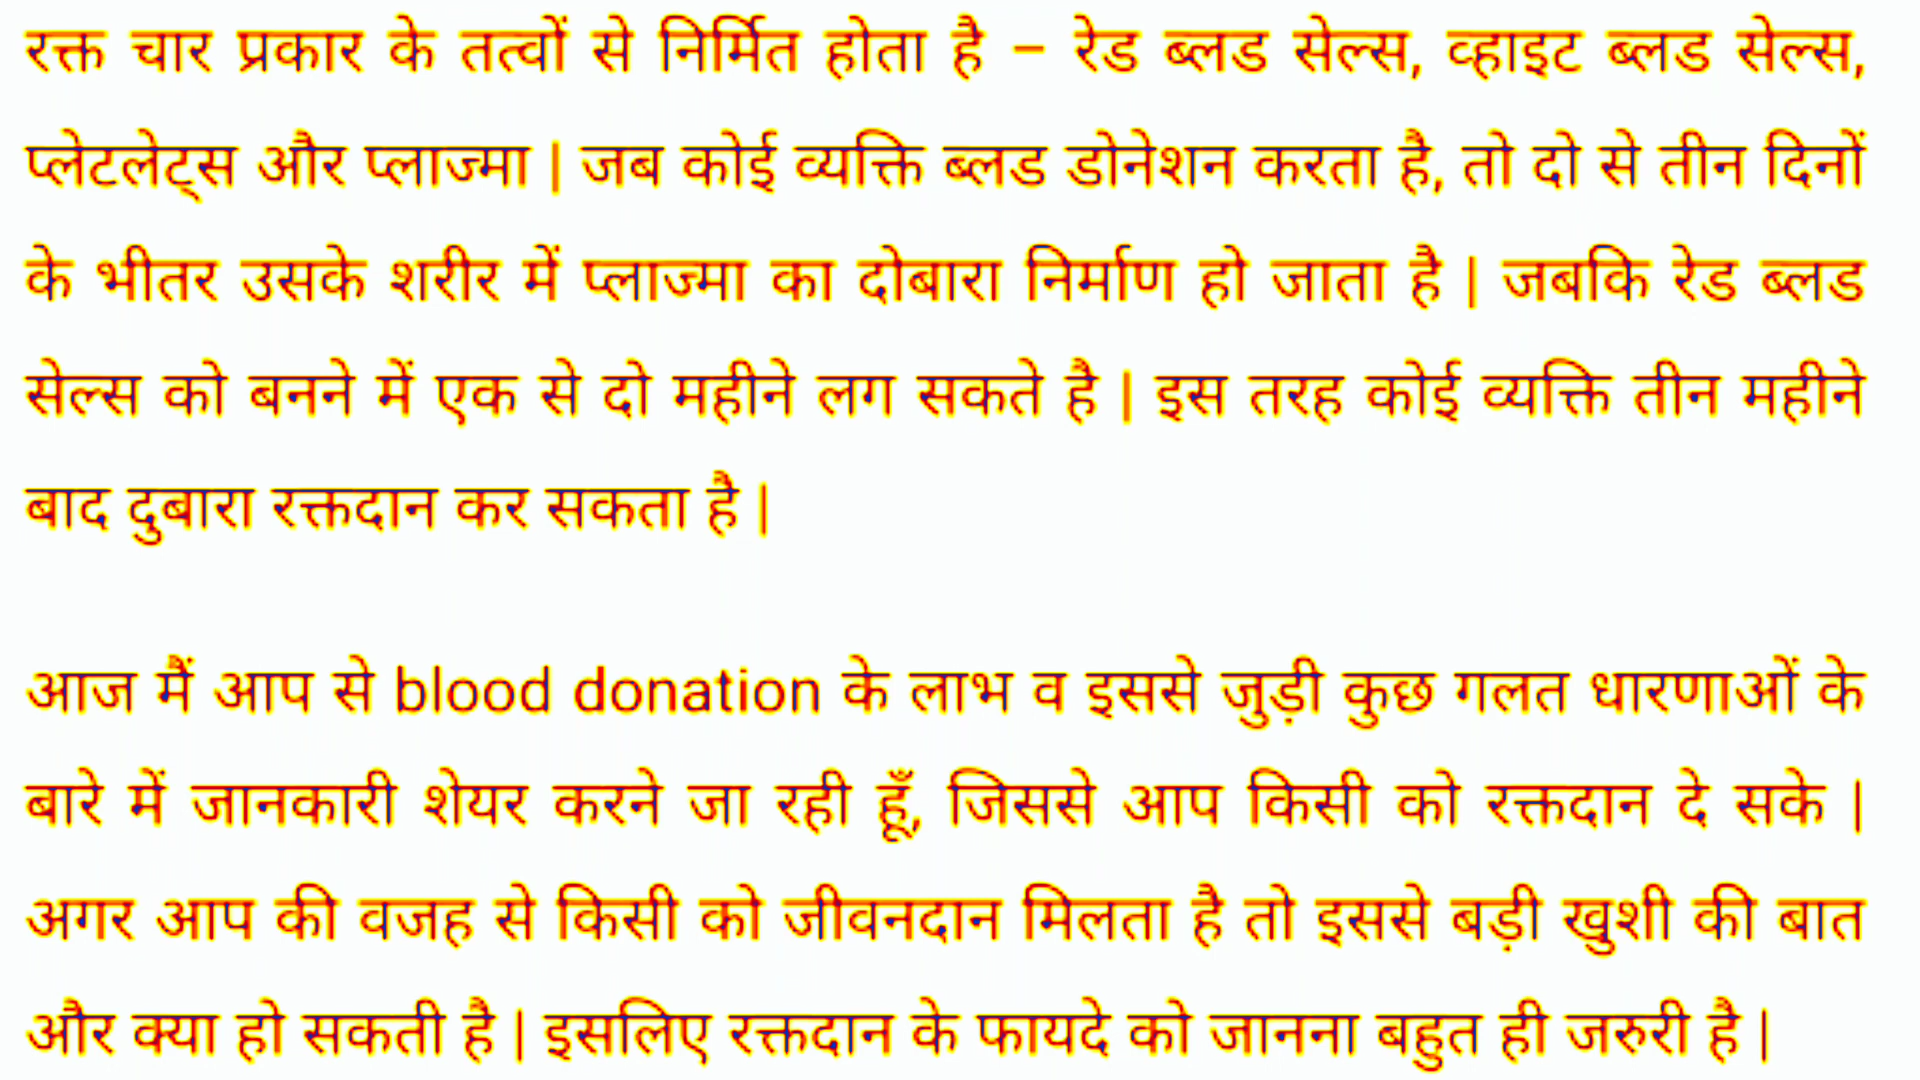 रक्त चार प्रकार के तत्वों से निर्मित होता है – रेड ब्लड सेल्स, व्हाइट ब्लड सेल्स,
प्लेटलेट्स और प्लाज्मा | जब कोई व्यक्ति ब्लड डोनेशन करता है, तो दो से तीन दिनों
के भीतर उसके शरीर में प्लाज्मा का दोबारा निर्माण हो जाता है | जबकि रेड ब्लड
सेल्स को बनने में एक से दो महीने लग सकते है | इस तरह कोई व्यक्ति तीन महीने
बाद दुबारा रक्तदान कर सकता है |
आज मैं आप से blood donation के लाभ व इससे जुड़ी कुछ गलत धारणाओं के
बारे में जानकारी शेयर करने जा रही हूँ, जिससे आप किसी को रक्तदान दे सके |
अगर आप की वजह से किसी को जीवनदान मिलता है तो इससे बड़ी खुशी की बात
और क्या हो सकती है | इसलिए रक्तदान के फायदे को जानना बहुत ही जरुरी है |